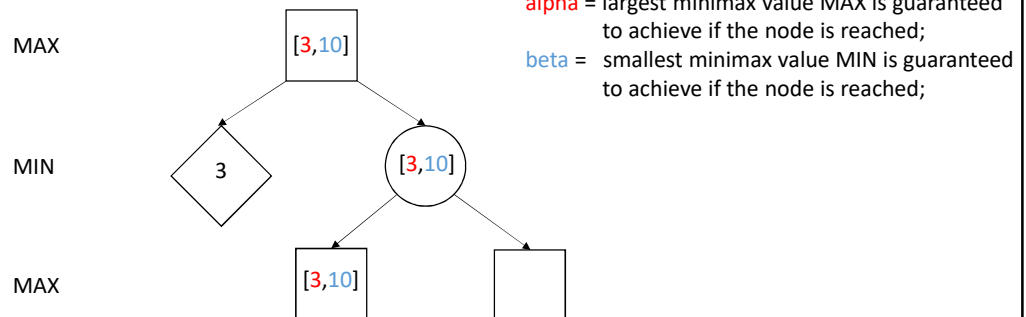 alpha = largest minimax value MAX is guaranteed
to achieve if the node is reached;
beta = smallest minimax value MIN is guaranteed
to achieve if the node is reached;
MAX
[3,10]
MIN
3
[3,10]
MAX
[3,10]